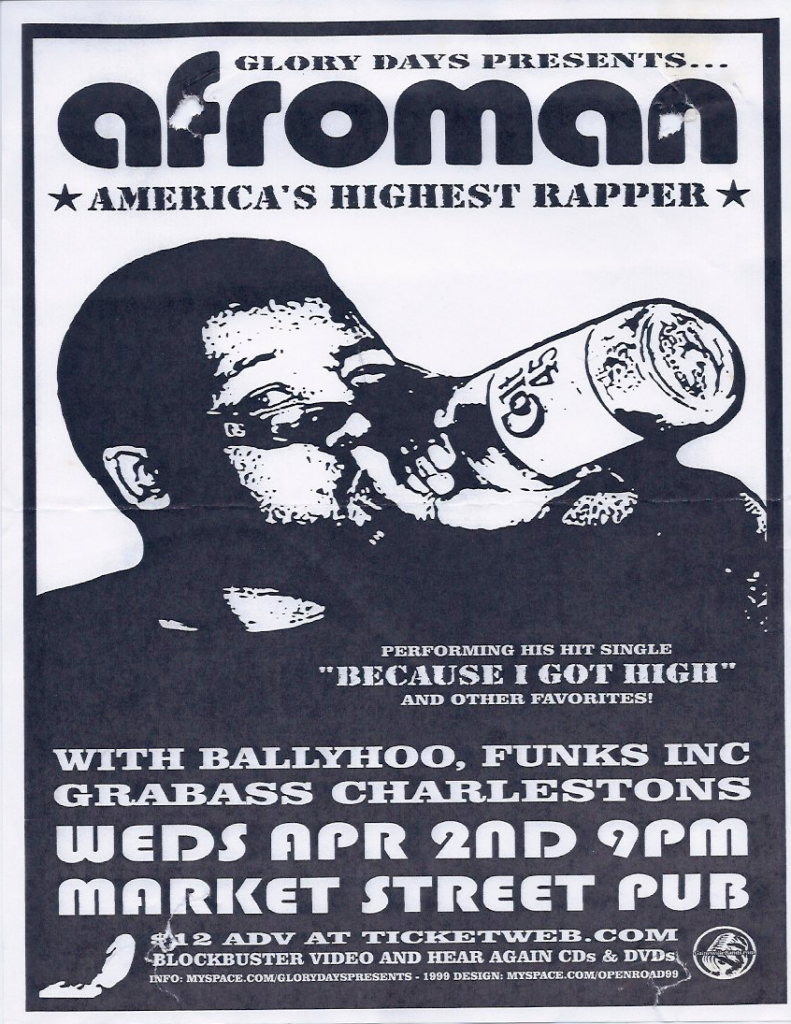 GLORY DAYS PRESENTS...
afroman
★ AMERICA'S HIGHEST RAPPER ★
PERFORMING HIS HIT SINGLE
"BECAUSE I GOT HIGH"
AND OTHER FAVORITES!
WITH BALLYHOO, FUNKS INC
GRABASS CHARLESTONS
WEDS APR 2ND 9PM
MARKET STREET PUB
$12 ADV AT TICKETWEB.COM
BLOCKBUSTER VIDEO AND HEAR AGAIN CDs & DVDs
INFO: MYSPACE.COM/GLORYDAYSPRESENTS - 1999 DESIGN: MYSPACE.COM/OPENROAD99